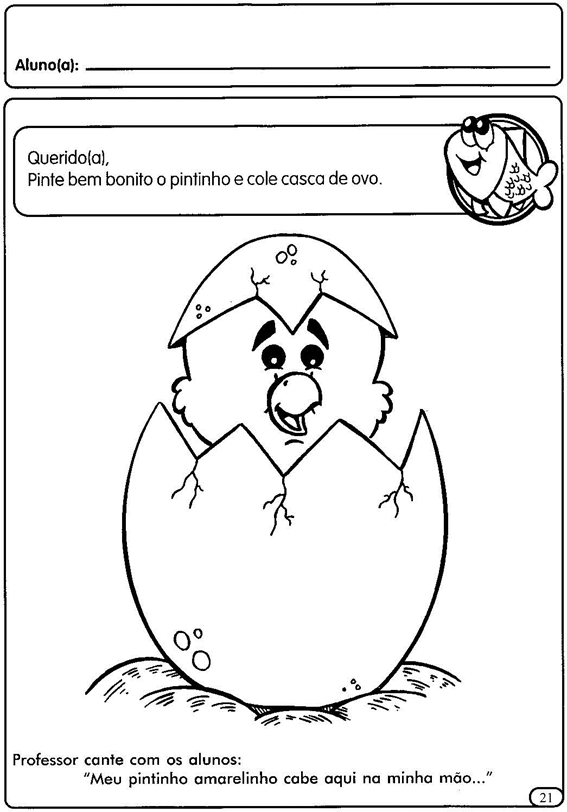 Aluno(a):
Querido(a),
Pinte bem bonito o pintinho e cole casca de ovo.
Professor cante com os alunos:
"Meu pintinho amarelinho cabe aqui na minha mão..."
21